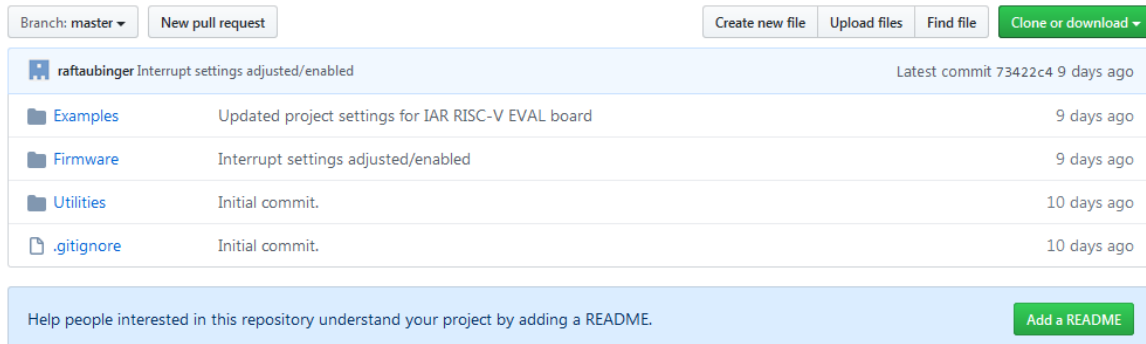 Branch: master New pull request Create new file Upload files Find file Clone or download
raftaubinger Interrupt settings adjusted/enabled Latest commit 73422c4 9 days ago
Examples Updated project settings for IAR RISC-V EVAL board 9 days ago
Firmware Interrupt settings adjusted/enabled 9 days ago
Utilities Initial commit. 10 days ago
.gitignore Initial commit. 10 days ago
Help people interested in this repository understand your project by adding a README. Add a README